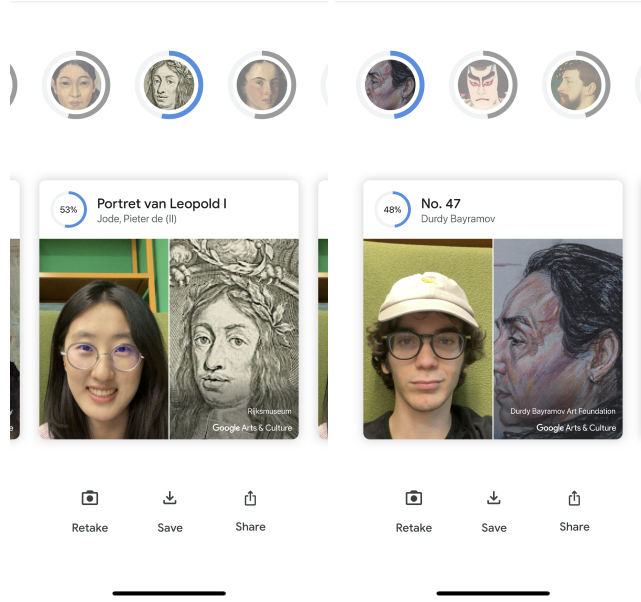 53%
Portret van Leopold I
Jode, Pieter de (II)
Rijksmuseum
Google Arts & Culture
Retake
Save
Share
48%
No. 47
Durdy Bayramov
Durdy Bayramov Art Foundation
Google Arts & Culture
Retake
Save
Share